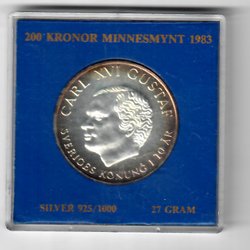 200 KRONOR MINNESMYNT 1983
CARL XVI GUSTAF
SVERIGES KONUNG I 10 ÅR
SILVER 925/1000 27 GRAM